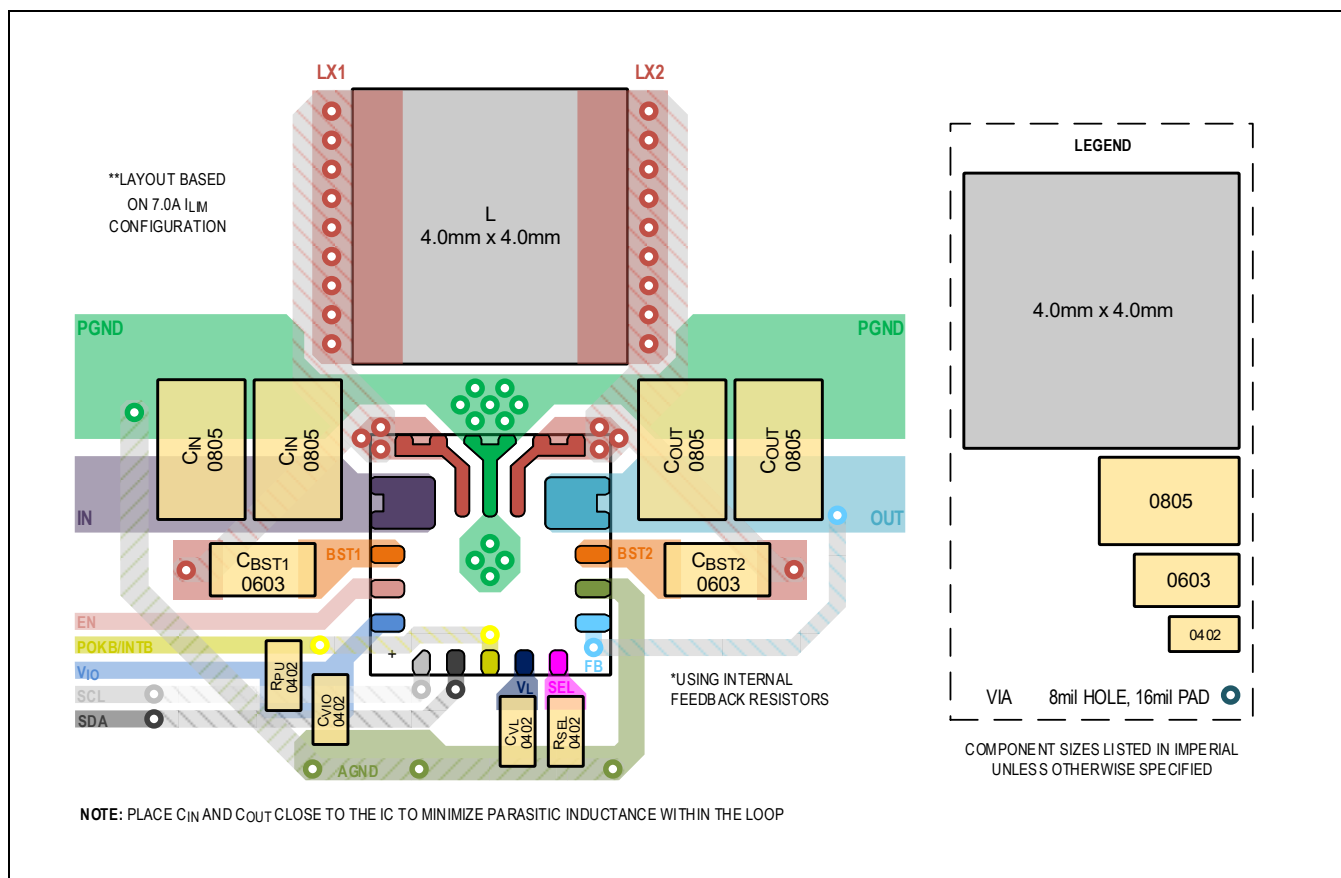 LX1
LX2
**LAYOUT BASED
ON 7.0A ILIM
CONFIGURATION
L
4.0mm x 4.0mm
PGND
PGND
CIN
0805
CIN
0805
COUT
0805
COUT
0805
IN
OUT
BST1
BST2
CBST1
0603
CBST2
0603
EN
POKB/INTB
VIO
SCL
SDA
RPU
0402
CVIO
0402
+
VL
SEL
FB
CVL
0402
RSEL
0402
AGND
*USING INTERNAL
FEEDBACK RESISTORS
NOTE: PLACE CIN AND COUT CLOSE TO THE IC TO MINIMIZE PARASITIC INDUCTANCE WITHIN THE LOOP
LEGEND
4.0mm x 4.0mm
0805
0603
0402
VIA 8mil HOLE, 16mil PAD
COMPONENT SIZES LISTED IN IMPERIAL
UNLESS OTHERWISE SPECIFIED